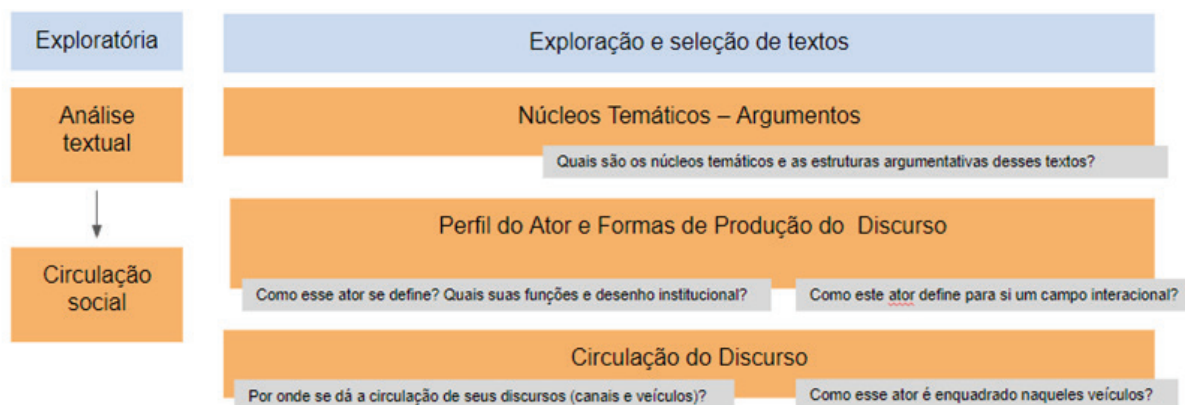 Exploratória
Exploração e seleção de textos
Análise
textual
Núcleos Temáticos – Argumentos
Quais são os núcleos temáticos e as estruturas argumentativas desses textos?
Perfil do Ator e Formas de Produção do Discurso
Circulação
social
Como esse ator se define? Quais suas funções e desenho institucional?
Como este ator define para si um campo interacional?
Circulação do Discurso
Por onde se dá a circulação de seus discursos (canais e veículos)?
Como esse ator é enquadrado naqueles veículos?